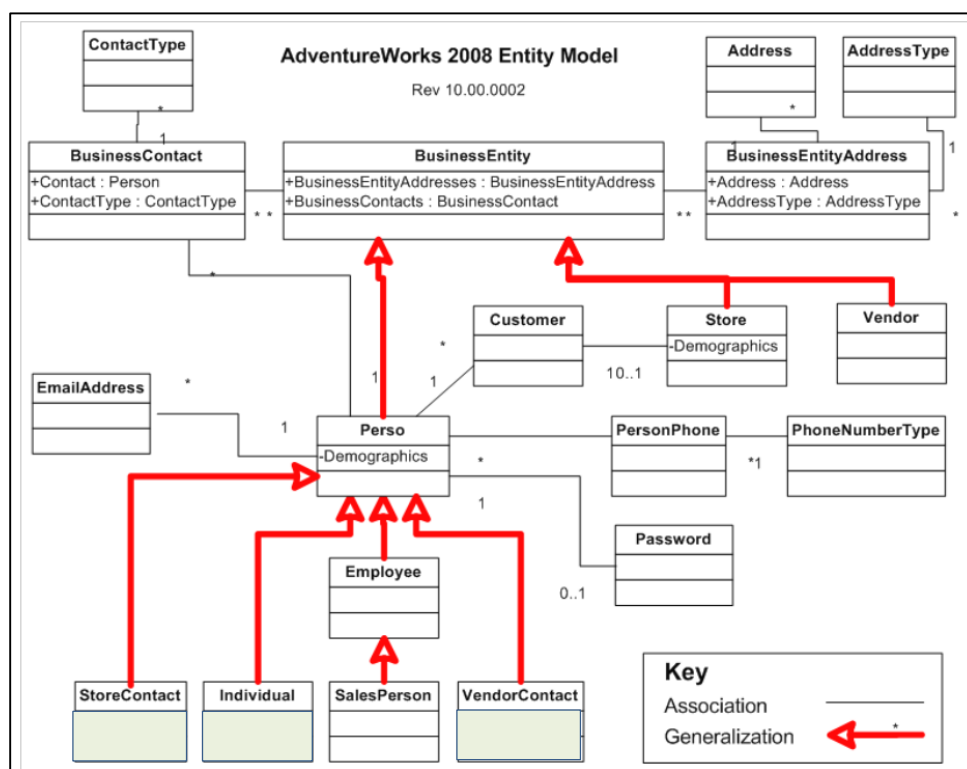 ContactType
AdventureWorks 2008 Entity Model
Rev 10.00.0002
Address
AddressType
*
1
*
1
1
BusinessContact
+Contact : Person
+ContactType : ContactType
BusinessEntity
+BusinessEntityAddresses : BusinessEntityAddress
+BusinessContacts : BusinessContact
BusinessEntityAddress
+Address : Address
+AddressType : AddressType
* *
**
*
*
Customer
Store
-Demographics
Vendor
*
1
1
10..1
EmailAddress
*
1
Perso
-Demographics
*
1
PersonPhone
*1
PhoneNumberType
Password
0..1
Employee
StoreContact
Individual
SalesPerson
VendorContact
Key
Association
Generalization
*